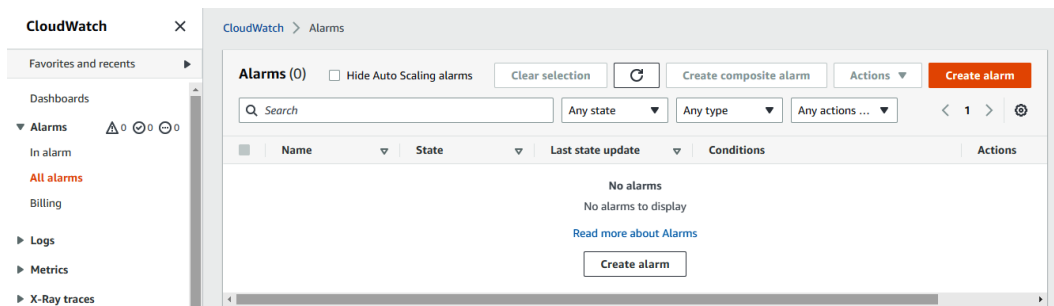 CloudWatch
Favorites and recents
Dashboards
Alarms 0 0 0
In alarm
All alarms
Billing
Logs
Metrics
X-Ray traces
CloudWatch > Alarms
Alarms (0) Hide Auto Scaling alarms Clear selection Create composite alarm Actions Create alarm
Search Any state Any type Any actions ... < 1 >
Name State Last state update Conditions Actions
No alarms
No alarms to display
Read more about Alarms
Create alarm